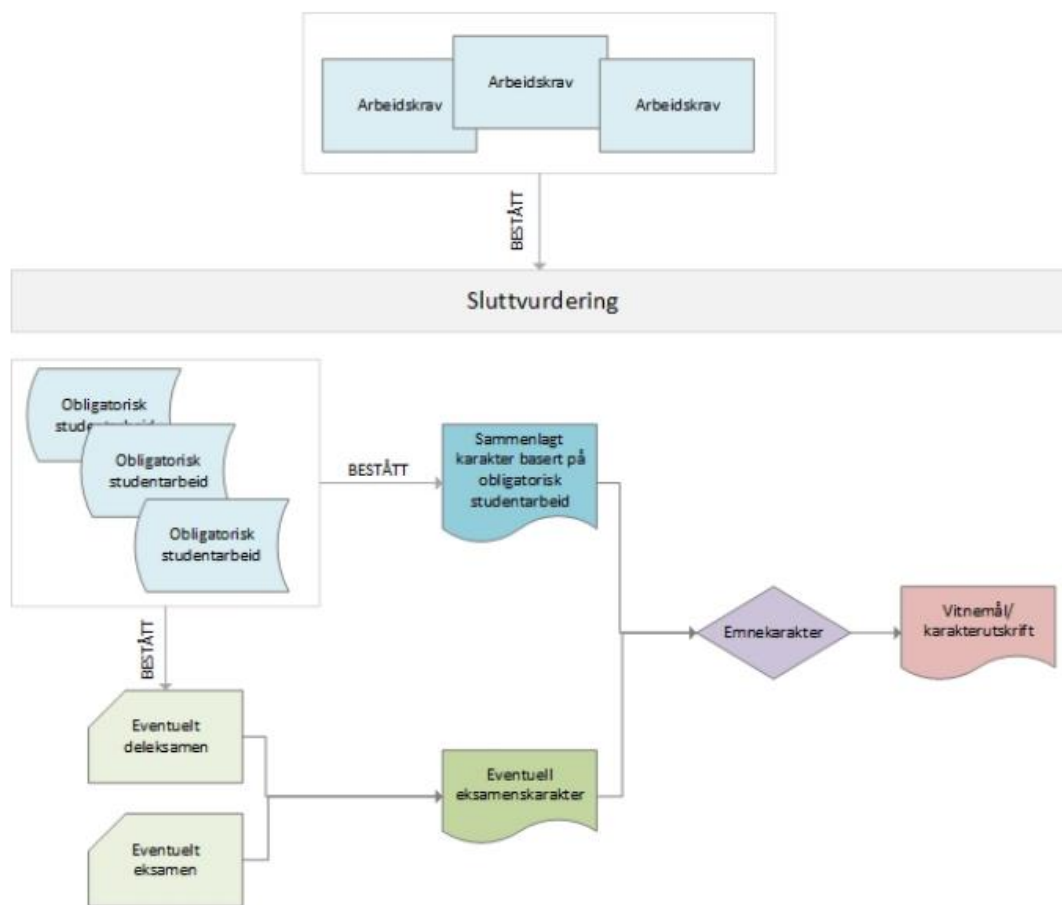 Arbeidskrav
Arbeidskrav
Arbeidskrav
BESTÅTT
Sluttvurdering
Obligatorisk
studentarbeid
Obligatorisk
studentarbeid
Obligatorisk
studentarbeid
BESTÅTT
Sammenlagt
karakter basert på
obligatorisk
studentarbeid
Emnekarakter
Vitnemål/
karakterutskrift
BESTÅTT
Eventuelt
deleksamen
Eventuell
eksamenskarakter
Eventuelt
eksamen